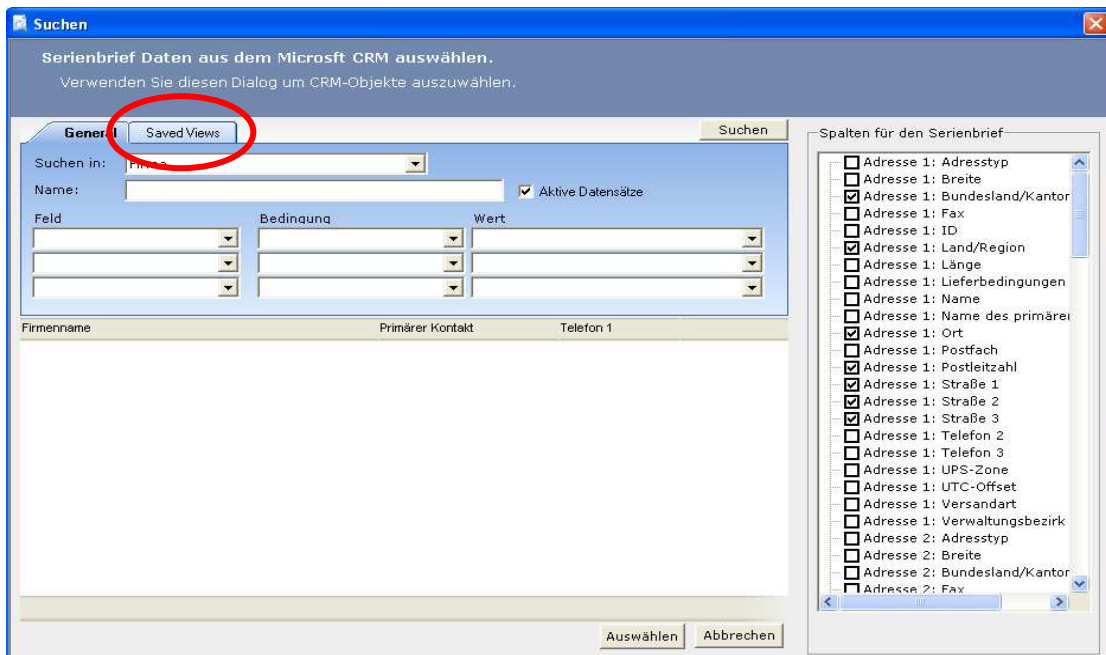 Suchen
Serienbrief Daten aus dem Microsft CRM auswählen.
Verwenden Sie diesen Dialog um CRM-Objekte auszuwählen.
General Saved Views Suchen
Suchen in: Firma
Name: Aktive Datensätze
Feld Bedingung Wert
Firmenname Primärer Kontakt Telefon 1
Auswählen Abbrechen
Spalten für den Serienbrief
Adresse 1: Adresstyp
Adresse 1: Breite
Adresse 1: Bundesland/Kantor
Adresse 1: Fax
Adresse 1: ID
Adresse 1: Land/Region
Adresse 1: Länge
Adresse 1: Lieferbedingungen
Adresse 1: Name
Adresse 1: Name des primärei
Adresse 1: Ort
Adresse 1: Postfach
Adresse 1: Postleitzahl
Adresse 1: Straße 1
Adresse 1: Straße 2
Adresse 1: Straße 3
Adresse 1: Telefon 2
Adresse 1: Telefon 3
Adresse 1: UPS-Zone
Adresse 1: UTC-Offset
Adresse 1: Versandart
Adresse 1: Verwaltungsbezirk
Adresse 2: Adresstyp
Adresse 2: Breite
Adresse 2: Bundesland/Kantor
Adresse 2: Fax